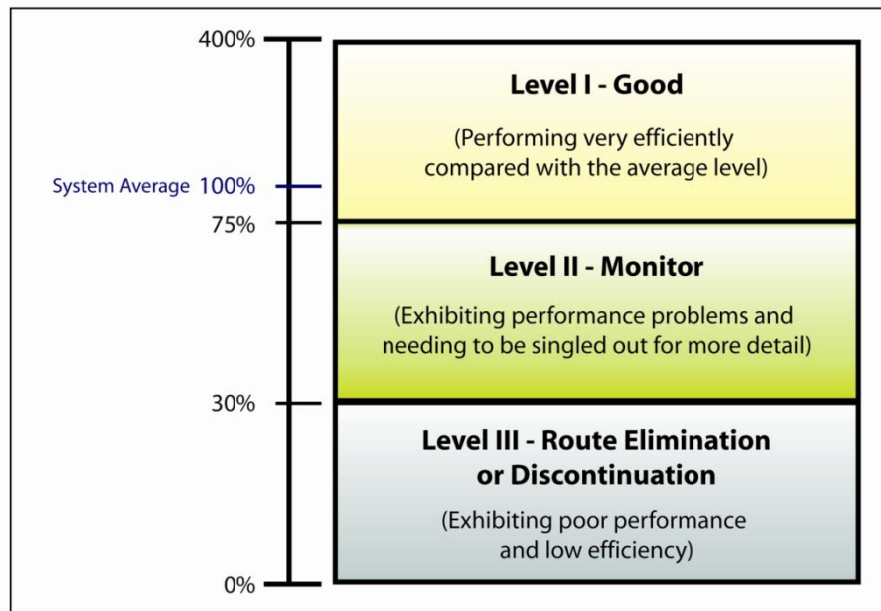 400%
Level I - Good
(Performing very efficiently
compared with the average level)
System Average 100%
75%
Level II - Monitor
(Exhibiting performance problems and
needing to be singled out for more detail)
30%
Level III - Route Elimination
or Discontinuation
(Exhibiting poor performance
and low efficiency)
0%